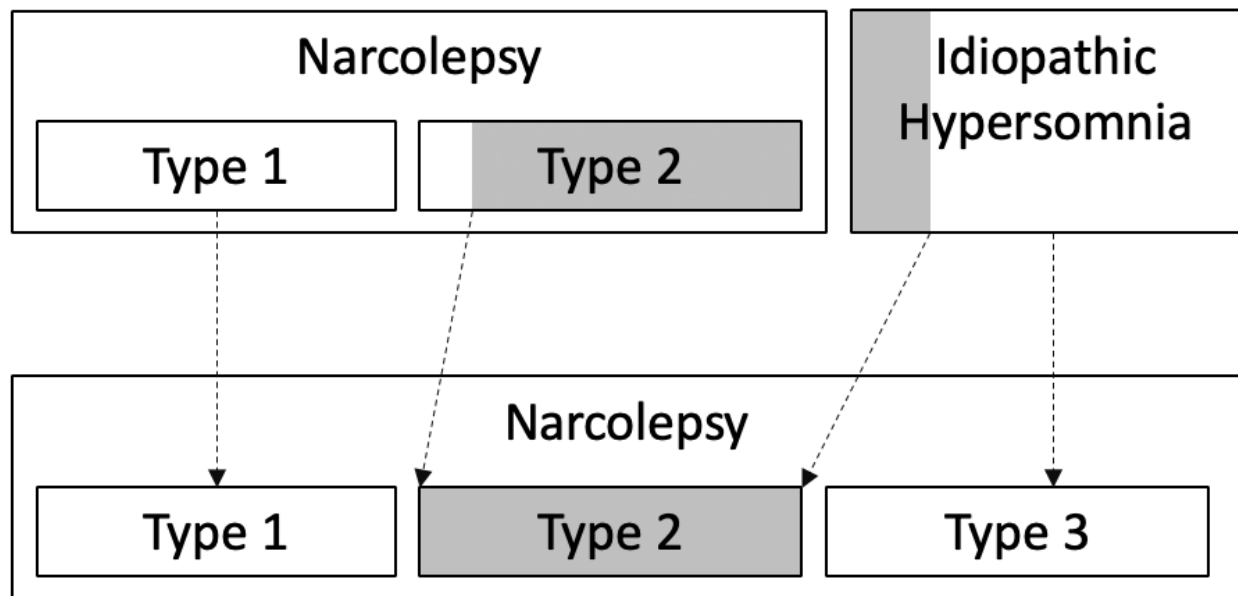 Narcolepsy
Type 1
Type 2
Idiopathic
Hypersomnia
Narcolepsy
Type 1
Type 2
Type 3